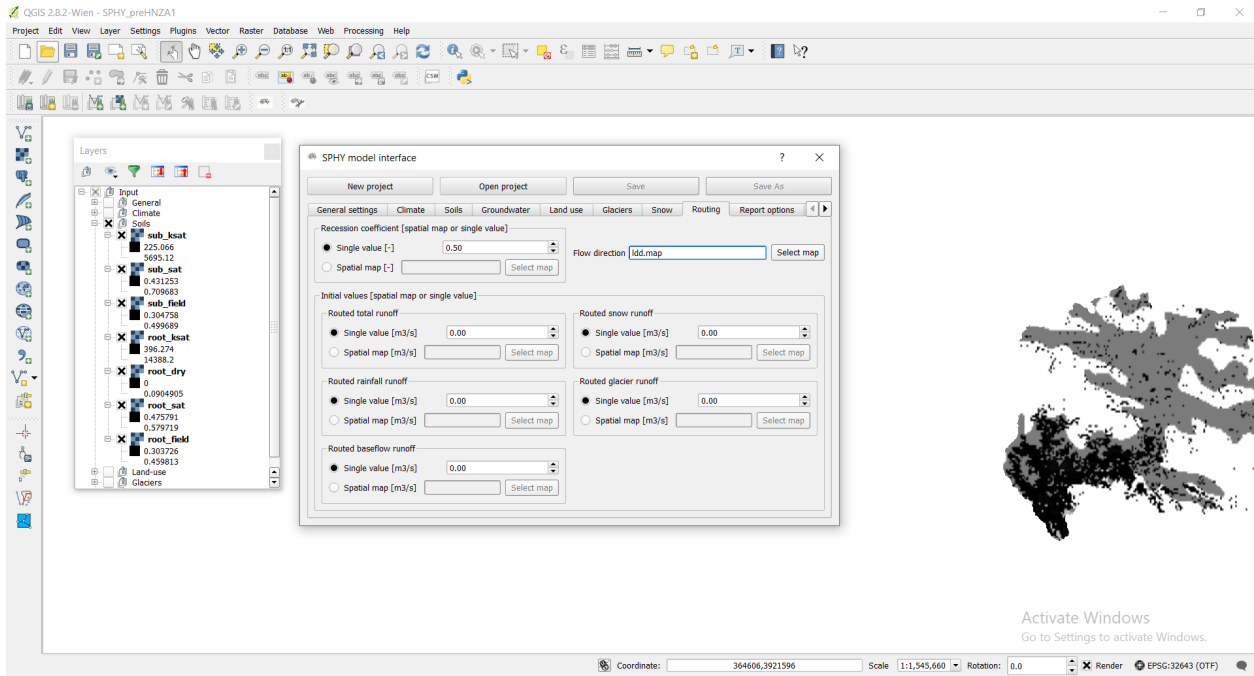 QGIS 2.8.2-Wien - SPHY_preHNZA1
Project Edit View Layer Settings Plugins Vector Raster Database Web Processing Help
CSW
Layers
Input
General
Climate
Soils
sub_ksat
225.066
5695.12
sub_sat
0.431253
0.709683
sub_field
0.304758
0.499689
root_ksat
396.274
14388.2
root_dry
0
0.0904905
root_sat
0.475791
0.579719
root_field
0.303726
0.459813
Land-use
Glaciers
SPHY model interface
New project Open project Save Save As
General settings Climate Soils Groundwater Land use Glaciers Snow Routing Report options
Recession coefficient [spatial map or single value]
Single value [-] 0.50
Spatial map [-] Select map
Flow direction ldd.map Select map
Initial values [spatial map or single value]
Routed total runoff
Single value [m3/s] 0.00
Spatial map [m3/s] Select map
Routed snow runoff
Single value [m3/s] 0.00
Spatial map [m3/s] Select map
Routed rainfall runoff
Single value [m3/s] 0.00
Spatial map [m3/s] Select map
Routed glacier runoff
Single value [m3/s] 0.00
Spatial map [m3/s] Select map
Routed baseflow runoff
Single value [m3/s] 0.00
Spatial map [m3/s] Select map
Activate Windows
Go to Settings to activate Windows.
Coordinate: 364606,3921596 Scale 1:1,545,660 Rotation: 0.0 Render EPSG:32643 (OTF)